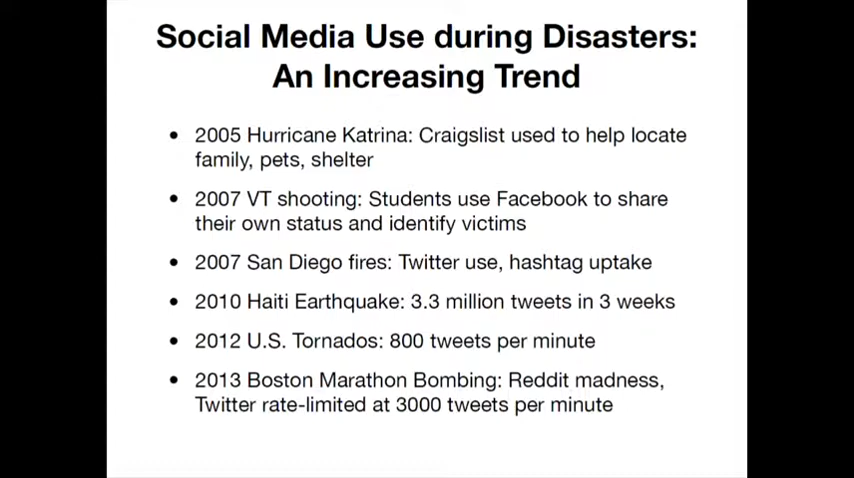 Social Media Use during Disasters:
An Increasing Trend
• 2005 Hurricane Katrina: Craigslist used to help locate
family, pets, shelter
• 2007 VT shooting: Students use Facebook to share
their own status and identify victims
• 2007 San Diego fires: Twitter use, hashtag uptake
• 2010 Haiti Earthquake: 3.3 million tweets in 3 weeks
• 2012 U.S. Tornados: 800 tweets per minute
• 2013 Boston Marathon Bombing: Reddit madness,
Twitter rate-limited at 3000 tweets per minute